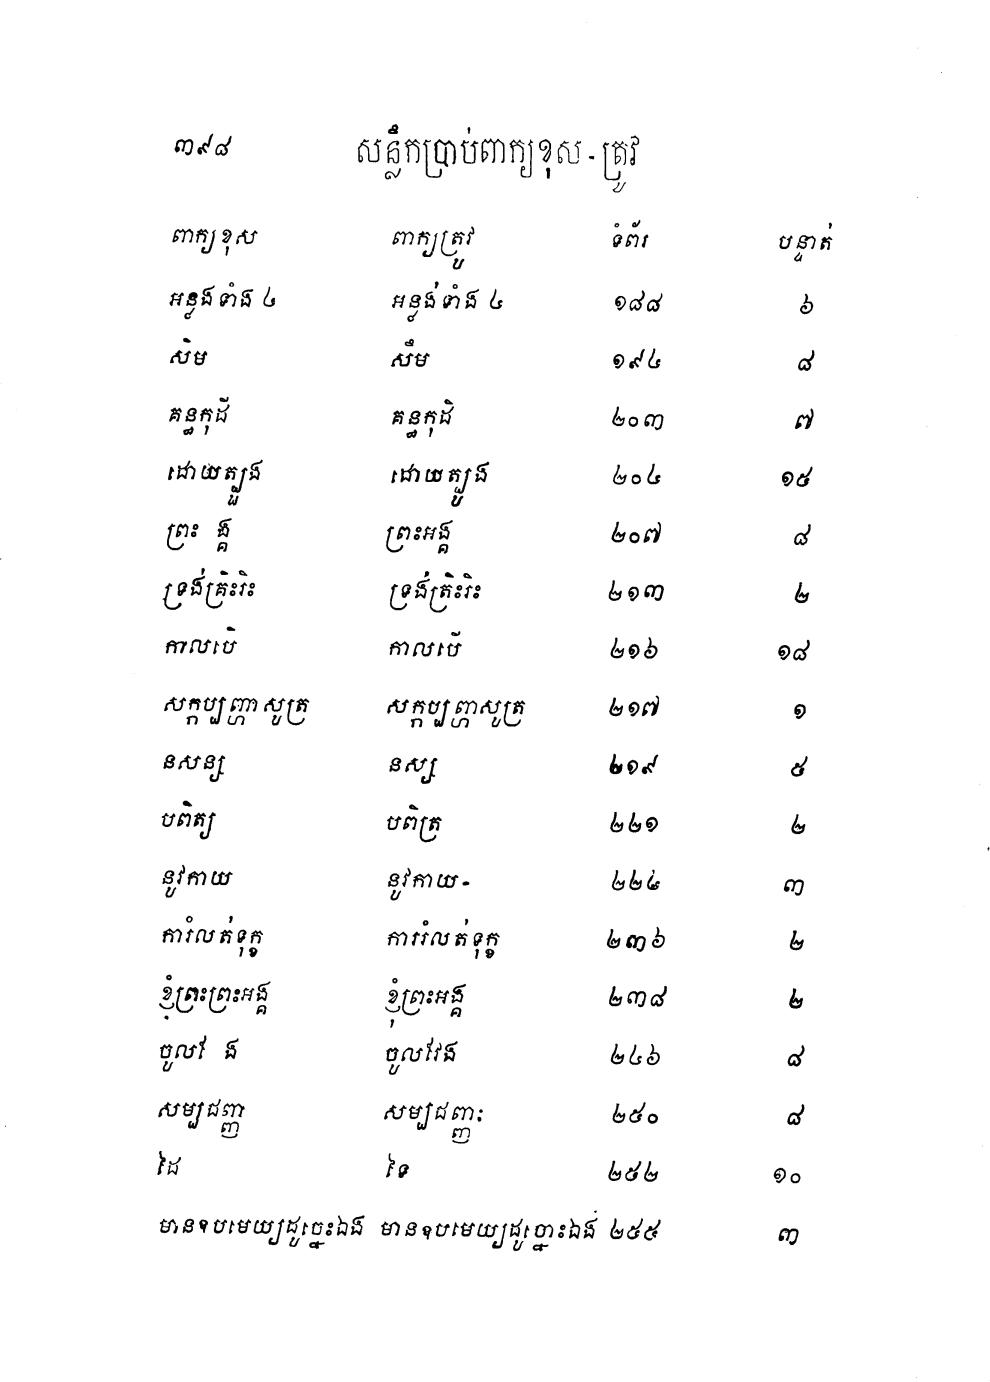 ៣៩៨ សន្លឹកប្រាប់ពាក្យខុស - ត្រូវ
ពាក្យខុស ពាក្យត្រូវ ទំព័រ បន្ទាត់
អន្លុងទាំង ៤ អន្លង់ទាំង ៤ ១៨៨ ៦
សិម សឹម ១៩៤ ៨
គន្ធកុដី គន្ធកុដិ ២០៣ ៧
ដោយត្បួង ដោយត្បូង ២០៤ ១៥
ព្រះ ង្គ ព្រះអង្គ ២០៧ ៨
ទ្រង់គ្រិះរិះ ទ្រង់ត្រិះរិះ ២១៣ ២
កាលបេិ កាលបើ ២១៦ ១៨
សក្កប្បញ្ហា សូត្រ សក្កប្បញ្ហសូត្រ ២១៧ ១
នសន្ស្ នស្ស ២១៩ ៥
បពិត្យ បពិត្រ ២២១ ២
នូវកាយ នូវកាយ- ២២៤ ៣
ការំលត់ទុក្ខ ការរំលត់ទុក្ខ ២៣៦ ២
ខ្ញុំព្រះព្រះអង្គ ខ្ញុំព្រះអង្គ ២៣៨ ២
ចូលវៃ ង ចូលវែង ២៤៦ ៨
សម្បជញ្ញា សម្បជញ្ញៈ ២៥០ ៨
ដៃ ទៃ ២៥២ ១០
មានឧបមេយ្យដូច្នេះឯង មានឧបមេយ្យដូច្នោះឯង ២៥៥ ៣